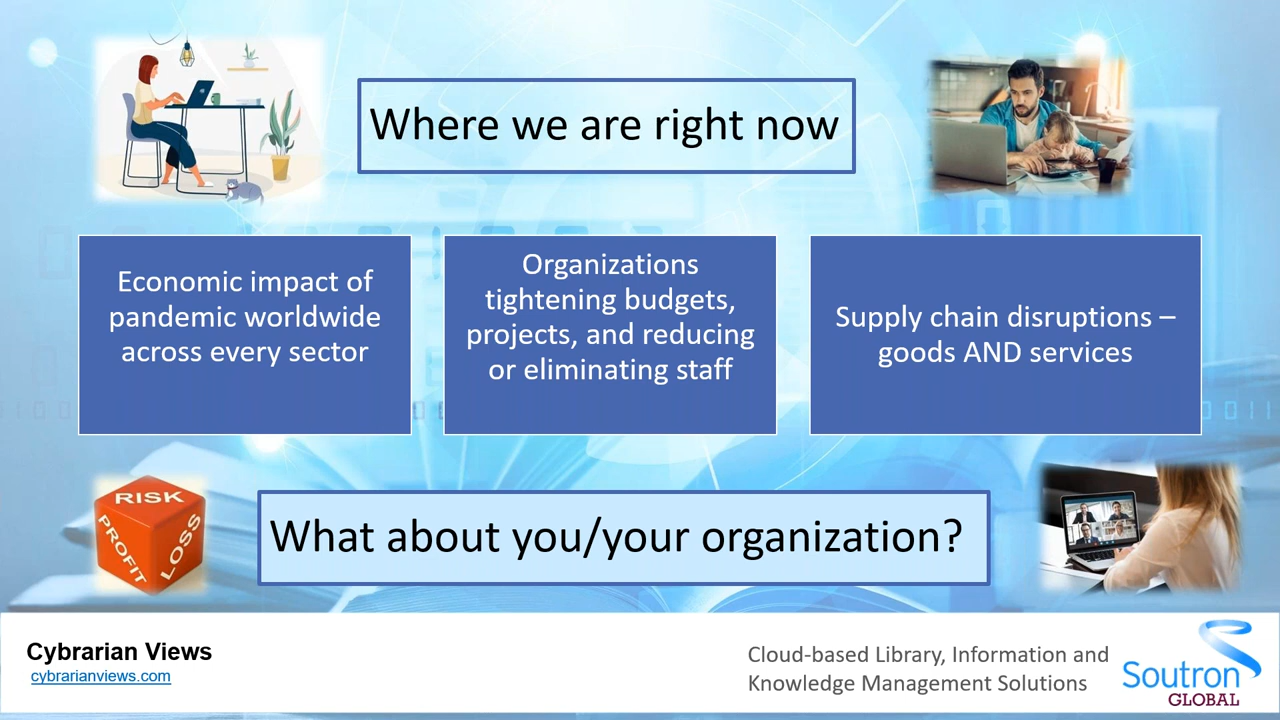 Where we are right now
Economic impact of
pandemic worldwide
across every sector
Organizations
tightening budgets,
projects, and reducing
or eliminating staff
Supply chain disruptions –
goods AND services
RISK
PROFIT
LOSS
What about you/your organization?
Cybrarian Views
cybrarianviews.com
Cloud-based Library, Information and
Knowledge Management Solutions
Soutron
GLOBAL